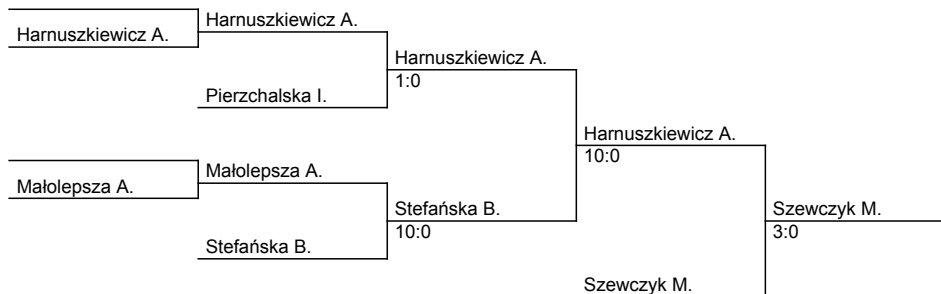 Harnuszkiewicz A.
Harnuszkiewicz A.
Harnuszkiewicz A.
1:0
Pierzchalska I.
Harnuszkiewicz A.
10:0
Małolepsza A.
Małolepsza A.
Stefańska B.
10:0
Szewczyk M.
3:0
Stefańska B.
Szewczyk M.